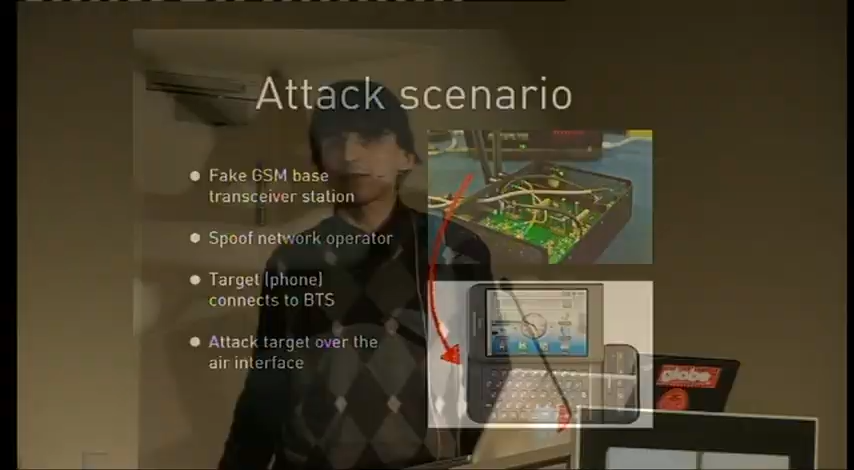 Attack scenario
Fake GSM base
transceiver station
Spoof network operator
Target (phone)
connects to BTS
Attack target over the
air interface
globe